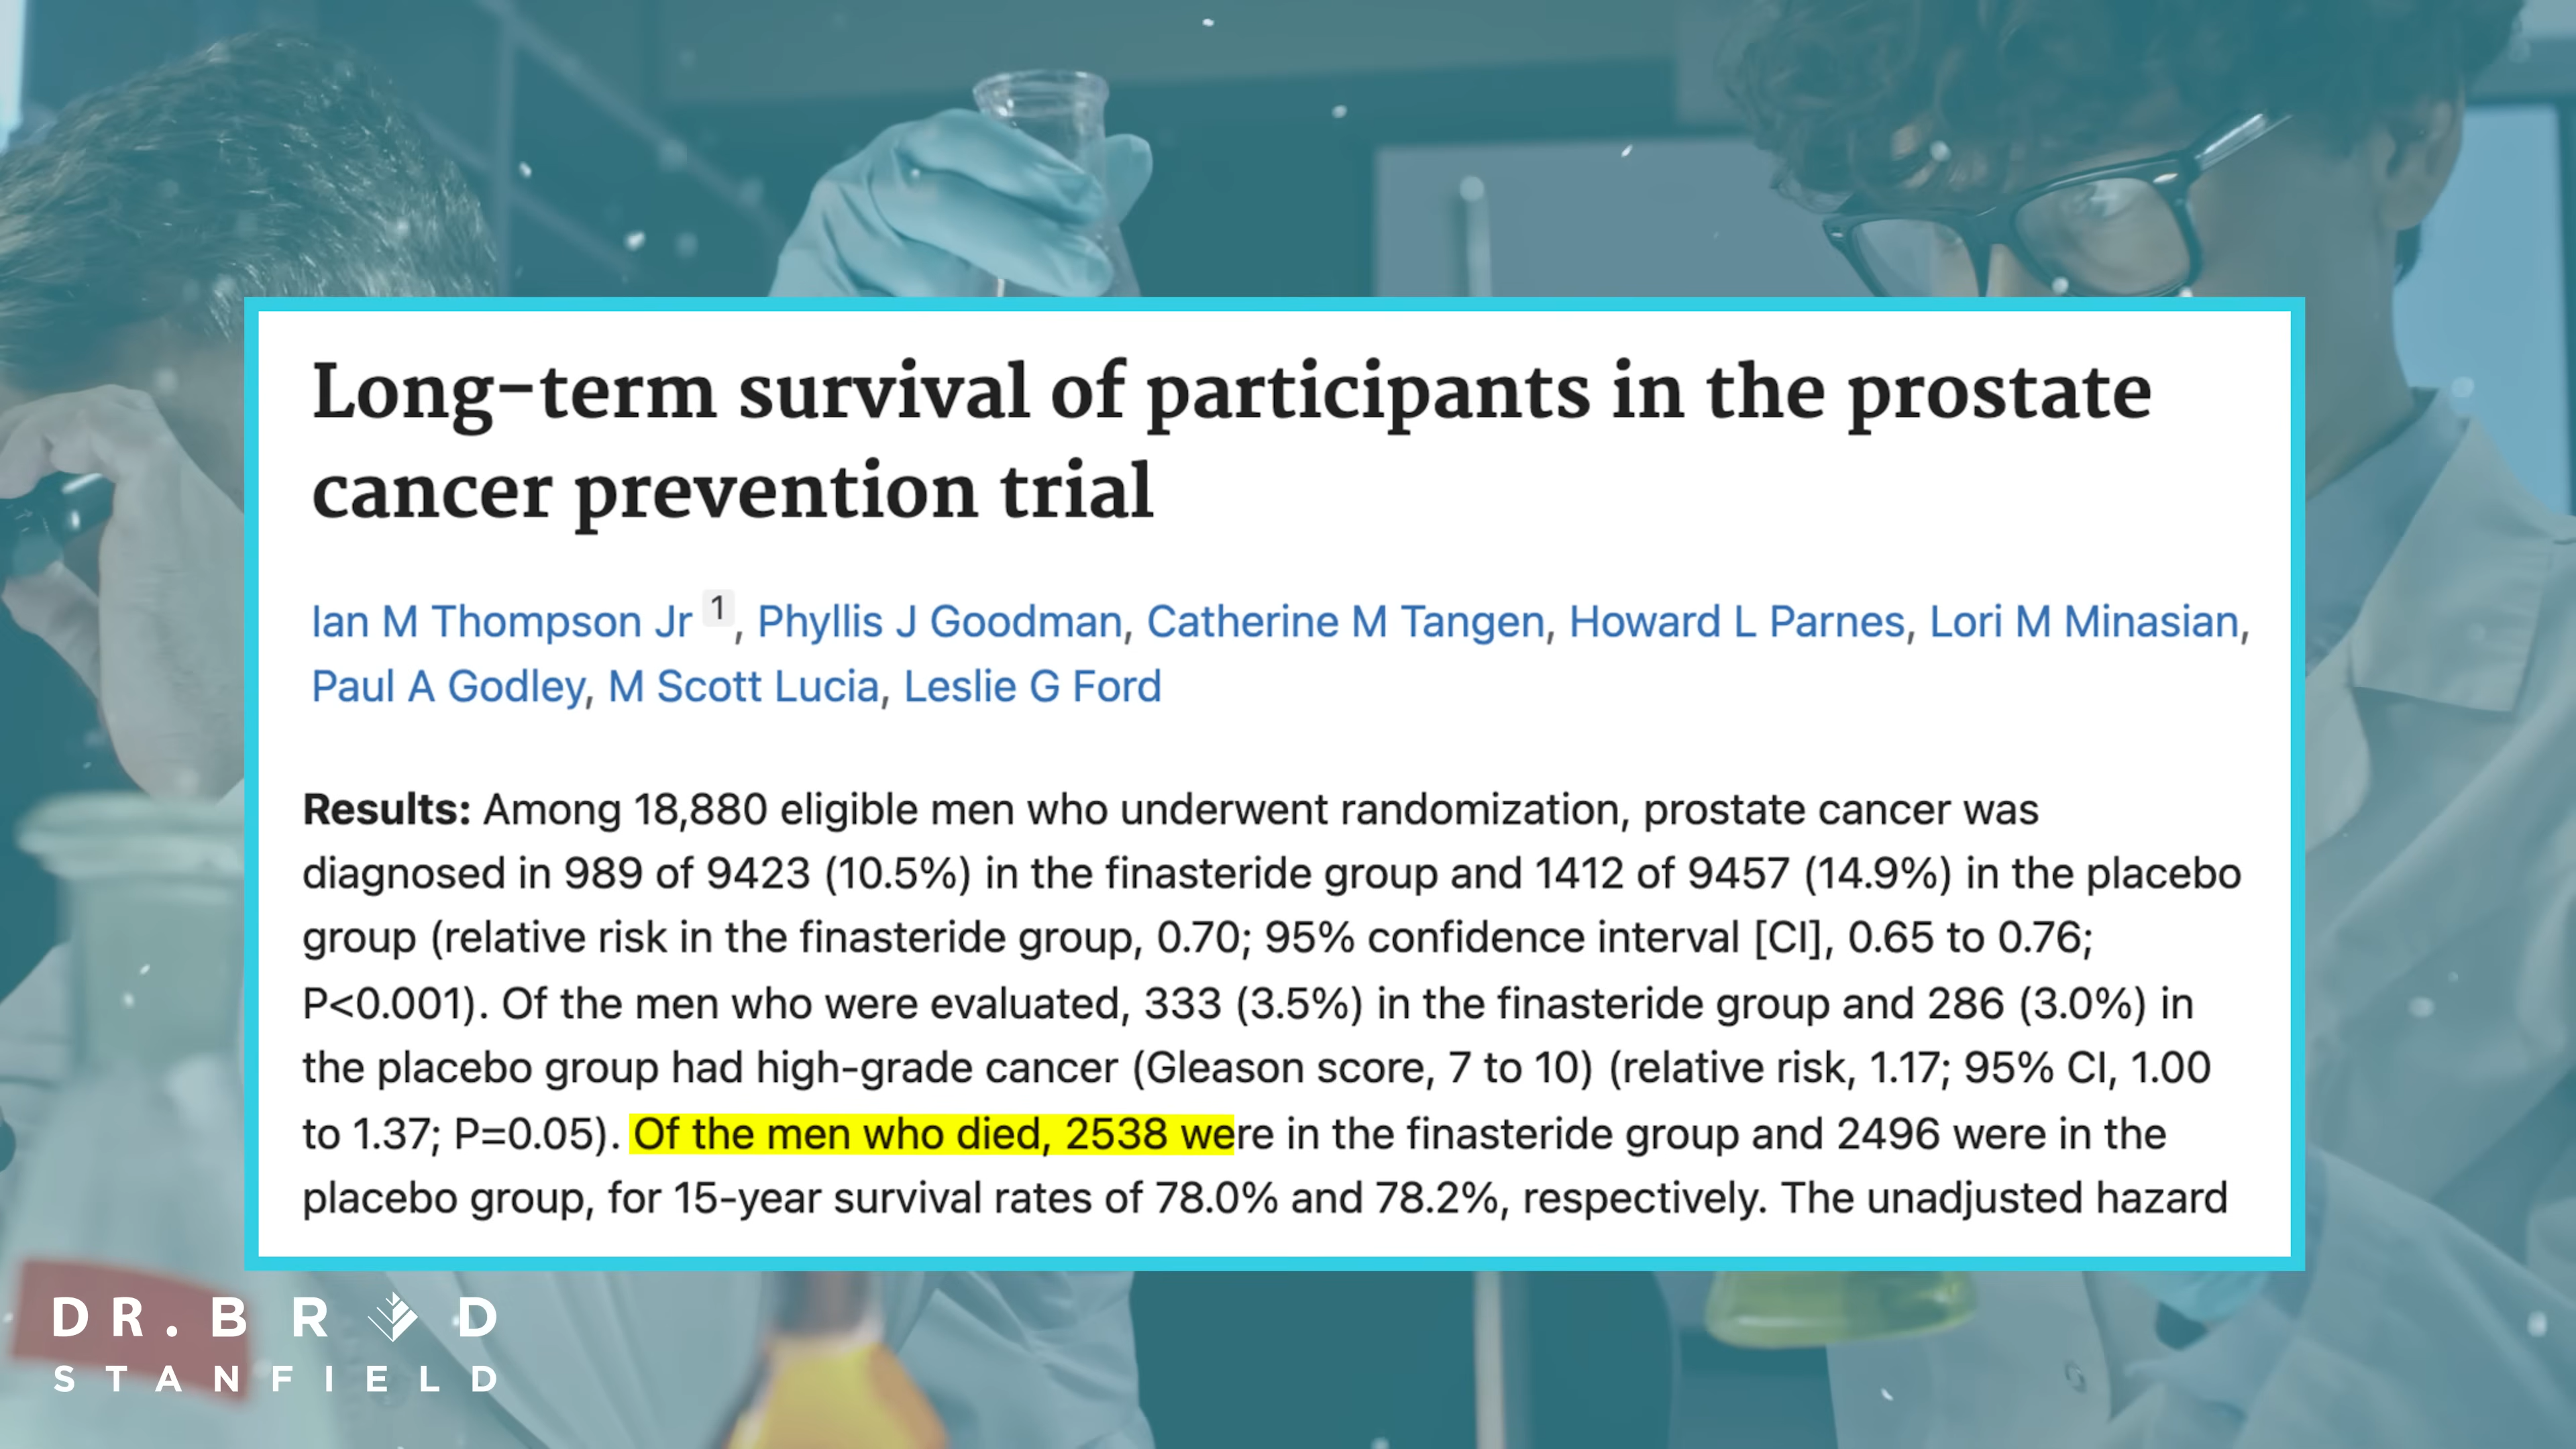 Long-term survival of participants in the prostate
cancer prevention trial
Ian M Thompson Jr 1, Phyllis J Goodman, Catherine M Tangen, Howard L Parnes, Lori M Minasian,
Paul A Godley, M Scott Lucia, Leslie G Ford
Results: Among 18,880 eligible men who underwent randomization, prostate cancer was
diagnosed in 989 of 9423 (10.5%) in the finasteride group and 1412 of 9457 (14.9%) in the placebo
group (relative risk in the finasteride group, 0.70; 95% confidence interval [CI], 0.65 to 0.76;
P<0.001). Of the men who were evaluated, 333 (3.5%) in the finasteride group and 286 (3.0%) in
the placebo group had high-grade cancer (Gleason score, 7 to 10) (relative risk, 1.17; 95% CI, 1.00
to 1.37; P=0.05). Of the men who died, 2538 were in the finasteride group and 2496 were in the
placebo group, for 15-year survival rates of 78.0% and 78.2%, respectively. The unadjusted hazard
DR. BRAD
STANFIELD